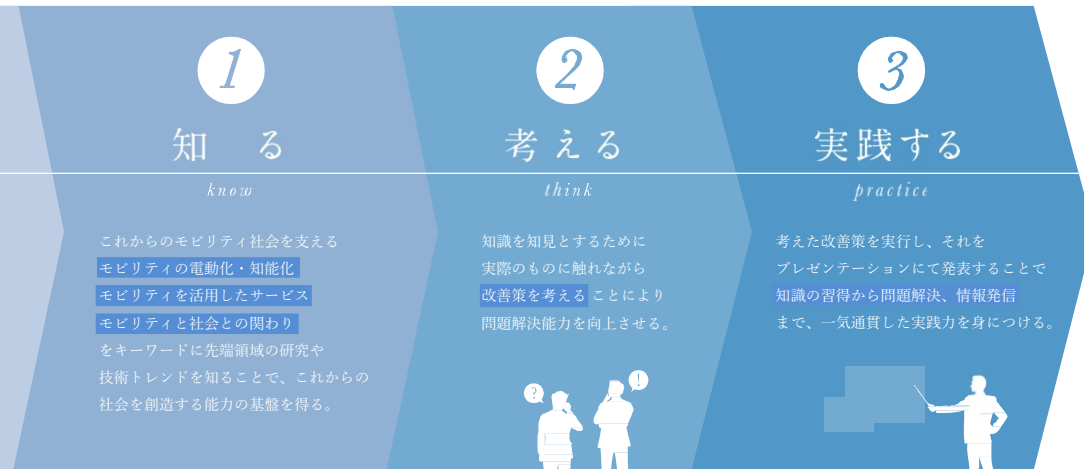 1
知 る
know
これからのモビリティ社会を支える
モビリティの電動化・知能化
モビリティを活用したサービス
モビリティと社会との関わり
をキーワードに先端領域の研究や
技術トレンドを知ることで、これからの
社会を創造する能力の基盤を得る。
2
考える
think
知識を知見とするために
実際のものに触れながら
改善策を考えることにより
問題解決能力を向上させる。
?
!
3
実践する
practice
考えた改善策を実行し、それを
プレゼンテーションにて発表することで
知識の習得から問題解決、情報発信
まで、一気通貫した実践力を身につける。